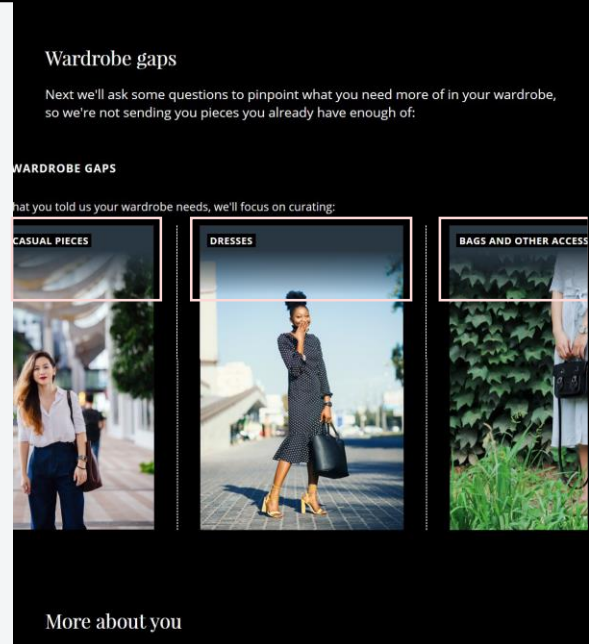 Wardrobe gaps
Next we'll ask some questions to pinpoint what you need more of in your wardrobe,
so we're not sending you pieces you already have enough of:
WARDROBE GAPS
hat you told us your wardrobe needs, we'll focus on curating:
CASUAL PIECES
DRESSES
BAGS AND OTHER ACCESS
More about you